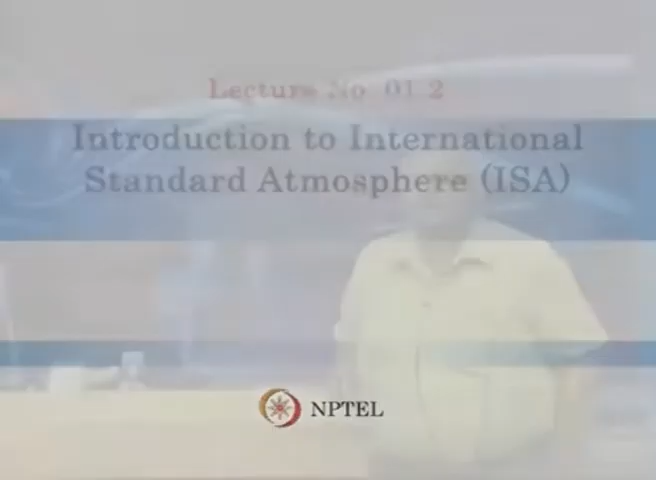 Lecture No 01.2
Introduction to International
Standard Atmosphere (ISA)
NPTEL